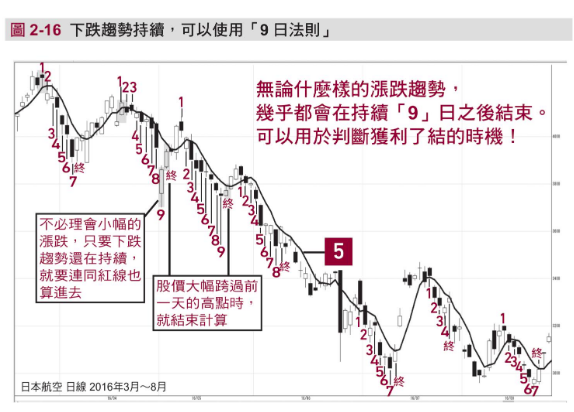 圖 2-16 下跌趨勢持續，可以使用「9 日法則」
無論什麼樣的漲跌趨勢，
幾乎都會在持續「9」日之後結束。
可以用於判斷獲利了結的時機！
1
2
3
4
5
6
7
終
1 2 3
4
5
6
7
8
9
終
1
2
3
4
5
6
7
8
9
終
1
2
3
4
5
6
7
8
終
5
1
2
3
4
5
6
7
終
1
2
3
4
終
1
2
3
4
5
6
7
終
不必理會小幅的
漲跌，只要下跌
趨勢還在持續，
就要連同紅線也
算進去
股價大幅跨過前
一天的高點時，
就結束計算
日本航空 日線 2016年3月～8月